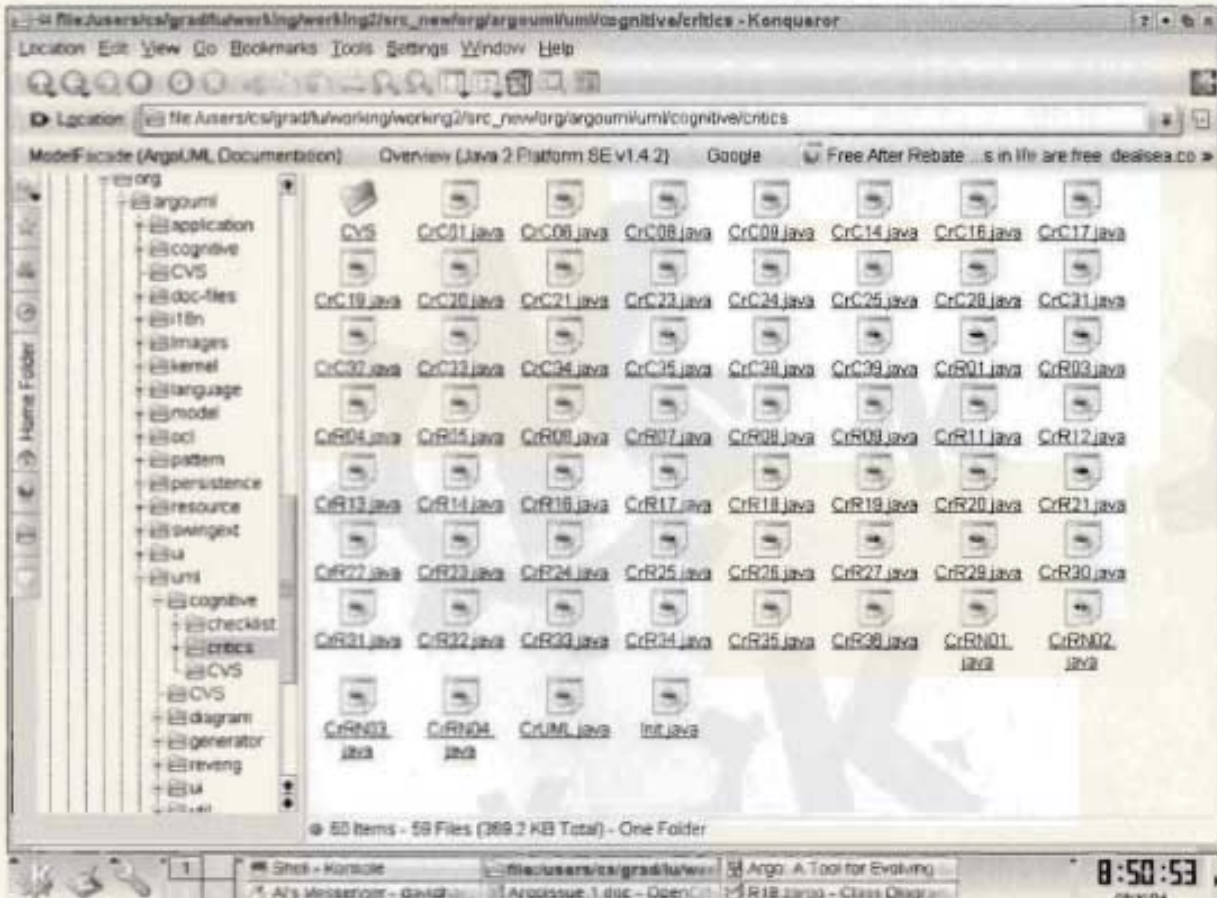 file:/users/cs/grad/lu/working/working2/src_new/org/argouml/uml/cognitive/critics - Konqueror
Location Edit View Go Bookmarks Tools Settings Window Help
Location: file:/users/cs/grad/lu/working/working2/src_new/org/argouml/uml/cognitive/critics
ModelFacade (ArgoUML Documentation) Overview (Java 2 Platform SE v1.4.2) Google Free After Rebate ...s in life are free dealsea.co
Home Folder
org
argouml
application
cognitive
CVS
doc-files
i18n
Images
kernel
language
model
ocl
pattern
persistence
resource
swingext
ui
uml
cognitive
checklist
critics
CVS
CVS
diagram
generator
reveng
ui
util
CVS CrC01.java CrC06.java CrC08.java CrC09.java CrC14.java CrC16.java CrC17.java
CrC19.java CrC20.java CrC21.java CrC23.java CrC24.java CrC25.java CrC28.java CrC31.java
CrC32.java CrC33.java CrC34.java CrC35.java CrC38.java CrC39.java CrR01.java CrR03.java
CrR04.java CrR05.java CrR06.java CrR07.java CrR08.java CrR09.java CrR11.java CrR12.java
CrR13.java CrR14.java CrR16.java CrR17.java CrR18.java CrR19.java CrR20.java CrR21.java
CrR22.java CrR23.java CrR24.java CrR25.java CrR26.java CrR27.java CrR29.java CrR30.java
CrR31.java CrR32.java CrR33.java CrR34.java CrR35.java CrR36.java CrRN01.java CrRN02.java
CrRN03.java CrRN04.java CrUML.java Init.java
60 Items - 59 Files (369.2 KB Total) - One Folder
1 Shell - Konsole file:/users/cs/grad/lu/wor Argo: A Tool for Evolving 8:50:53
Messenger - ArgoIssue 1.doc - OpenO R18.zargo - Class Diagram